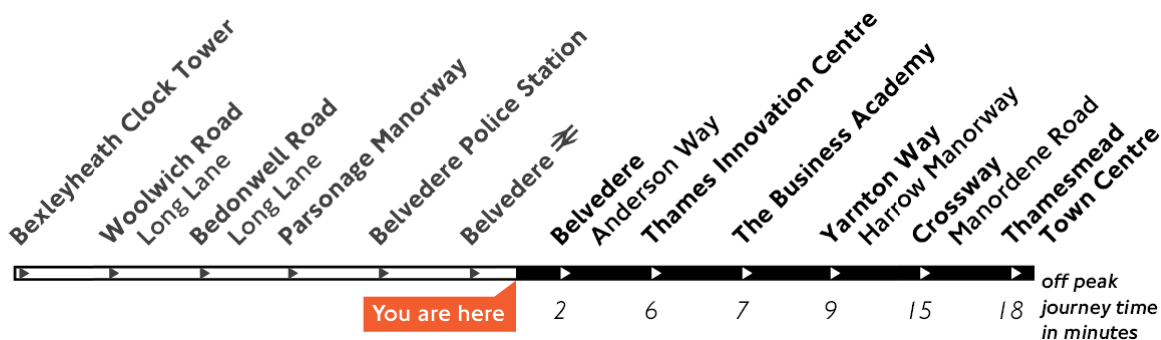 Bexleyheath Clock Tower
Woolwich Road
Long Lane
Bedonwell Road
Long Lane
Parsonage Manorway
Belvedere Police Station
Belvedere
Belvedere
Anderson Way
Thames Innovation Centre
The Business Academy
Yarnton Way
Harrow Manorway
Crossway
Manordene Road
Thamesmead
Town Centre
You are here
2 6 7 9 15 18
off peak
journey time
in minutes